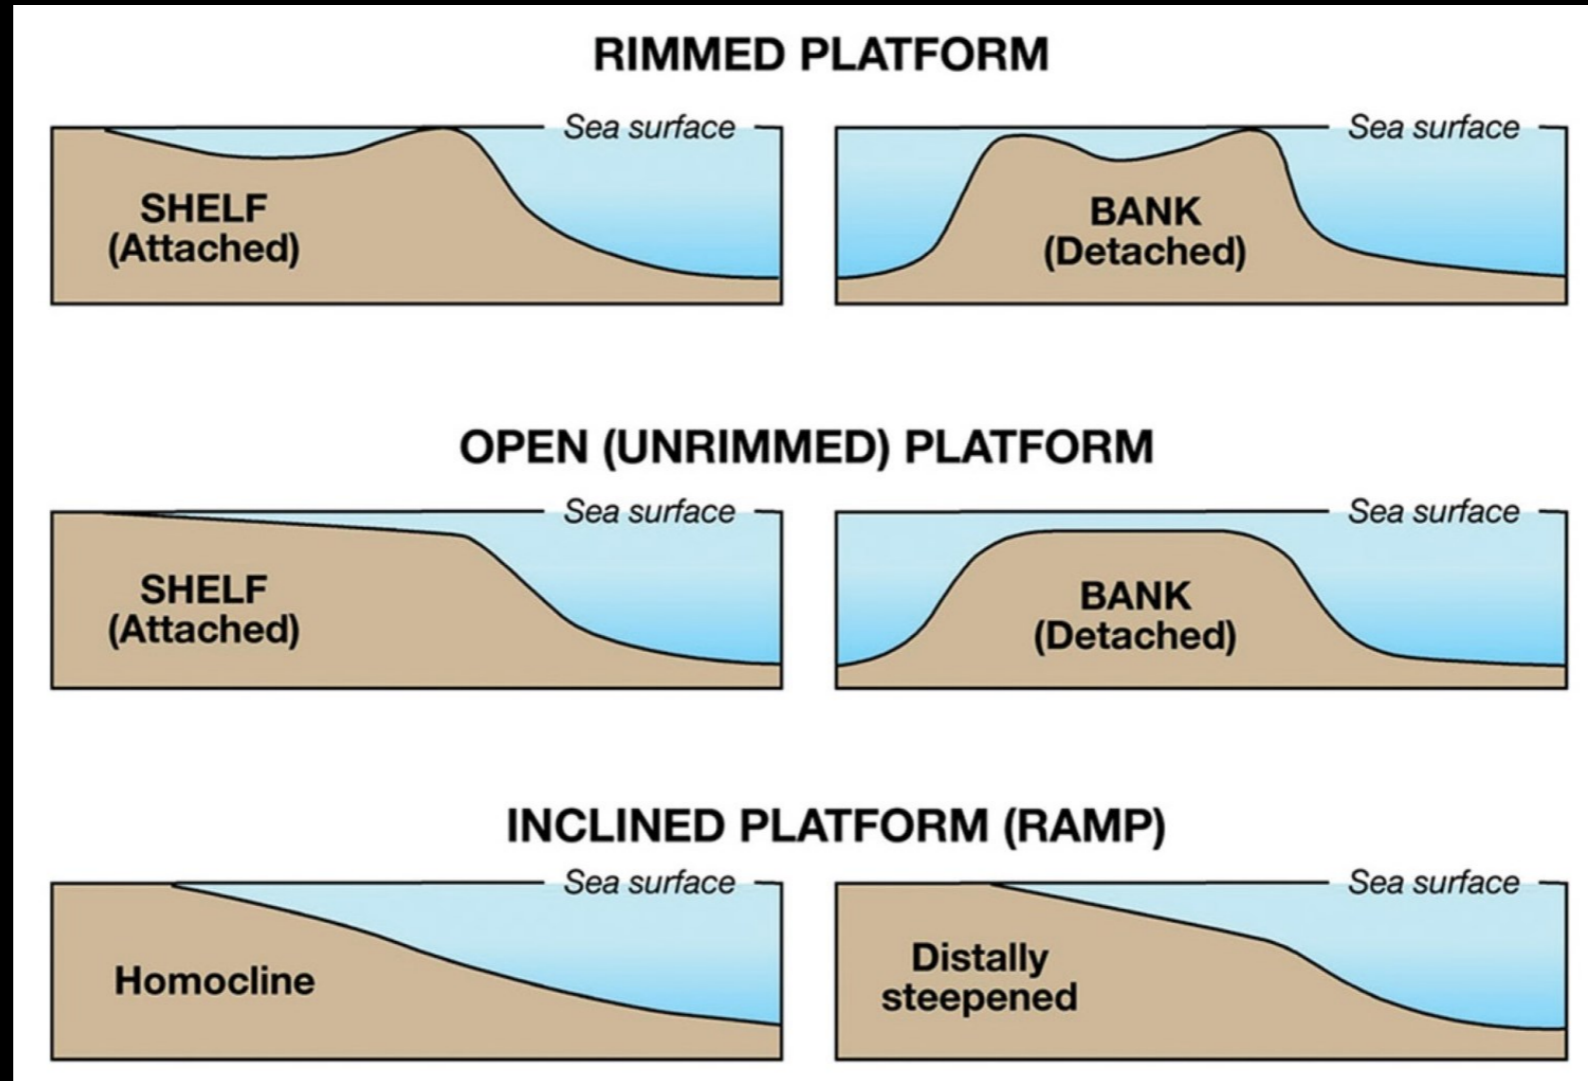 RIMMED PLATFORM
Sea surface
SHELF
(Attached)
Sea surface
BANK
(Detached)
OPEN (UNRIMMED) PLATFORM
Sea surface
SHELF
(Attached)
Sea surface
BANK
(Detached)
INCLINED PLATFORM (RAMP)
Sea surface
Homocline
Sea surface
Distally
steepened